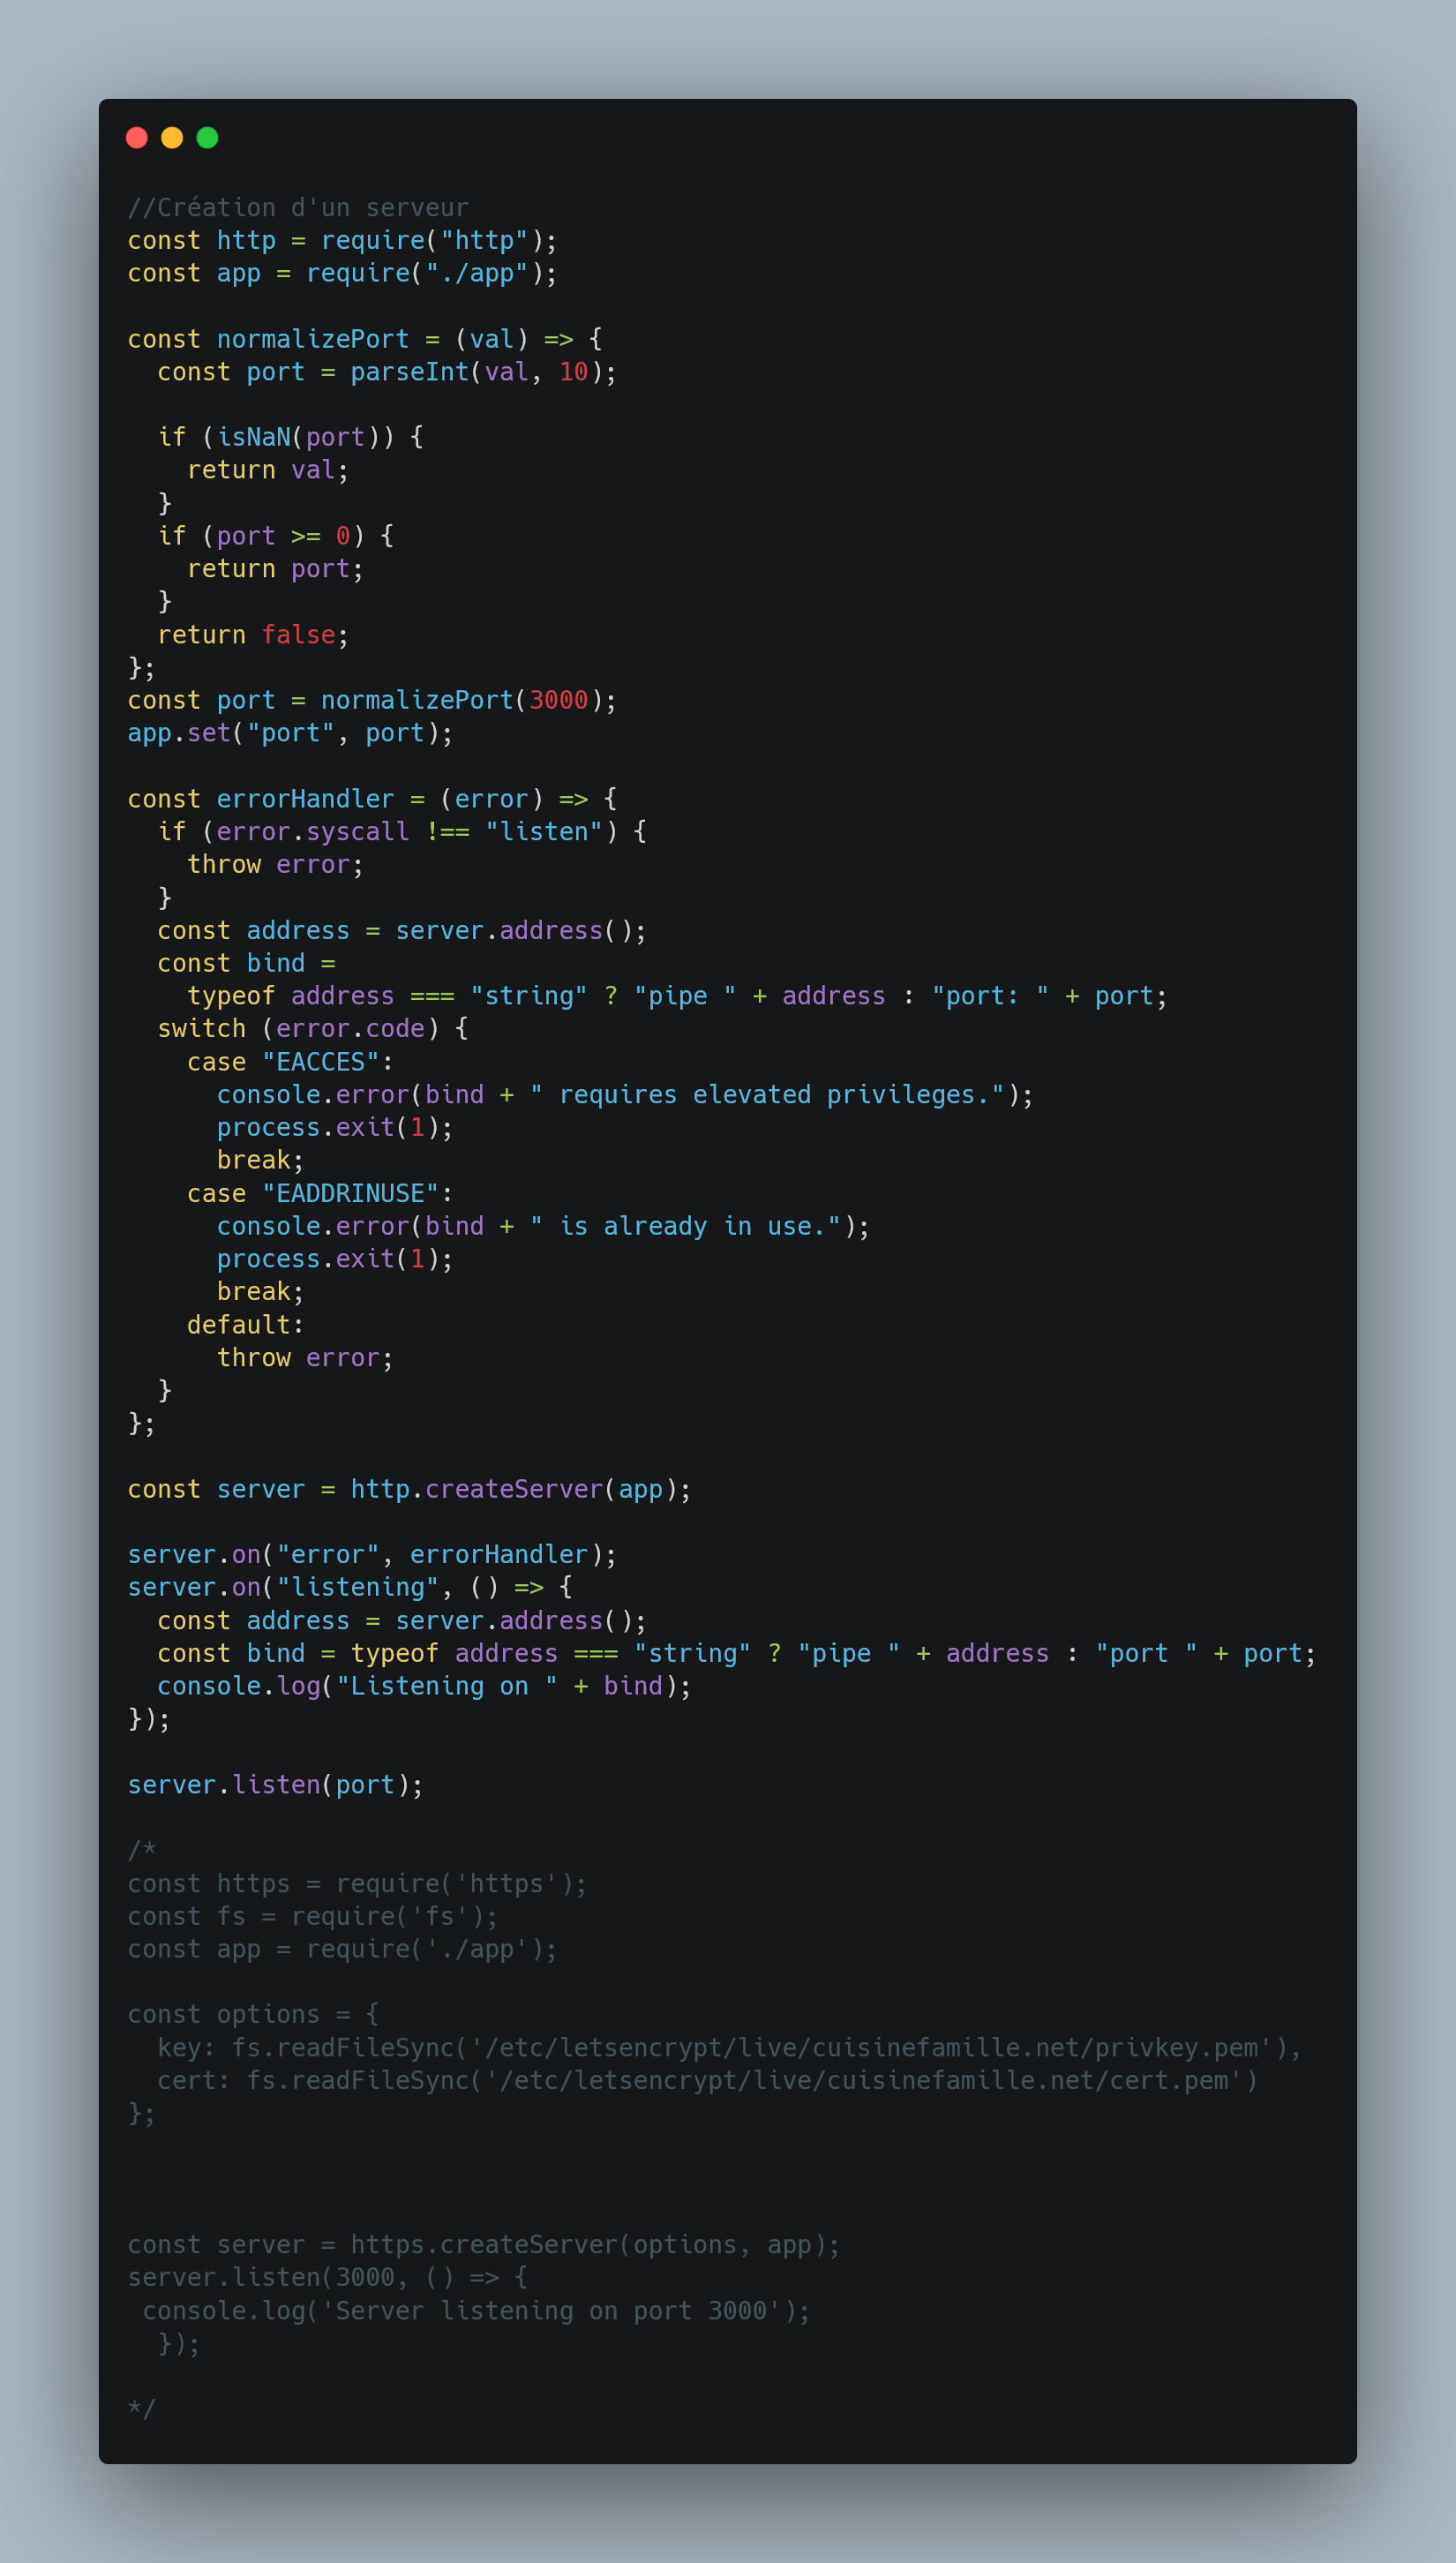 //Création d'un serveur
const http = require("http");
const app = require("./app");

const normalizePort = (val) => {
  const port = parseInt(val, 10);

  if (isNaN(port)) {
    return val;
  }
  if (port >= 0) {
    return port;
  }
  return false;
};
const port = normalizePort(3000);
app.set("port", port);

const errorHandler = (error) => {
  if (error.syscall !== "listen") {
    throw error;
  }
  const address = server.address();
  const bind =
    typeof address === "string" ? "pipe " + address : "port: " + port;
  switch (error.code) {
    case "EACCES":
      console.error(bind + " requires elevated privileges.");
      process.exit(1);
      break;
    case "EADDRINUSE":
      console.error(bind + " is already in use.");
      process.exit(1);
      break;
    default:
      throw error;
  }
};

const server = http.createServer(app);

server.on("error", errorHandler);
server.on("listening", () => {
  const address = server.address();
  const bind = typeof address === "string" ? "pipe " + address : "port " + port;
  console.log("Listening on " + bind);
});

server.listen(port);

/*
const https = require('https');
const fs = require('fs');
const app = require('./app');

const options = {
  key: fs.readFileSync('/etc/letsencrypt/live/cuisinefamille.net/privkey.pem'),
  cert: fs.readFileSync('/etc/letsencrypt/live/cuisinefamille.net/cert.pem')
};



const server = https.createServer(options, app);
server.listen(3000, () => {
 console.log('Server listening on port 3000');
  });

*/